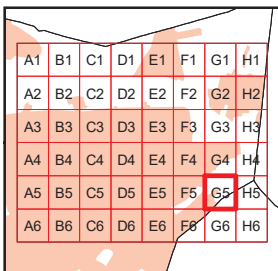 A1 B1 C1 D1 E1 F1 G1 H1
A2 B2 C2 D2 E2 F2 G2 H2
A3 B3 C3 D3 E3 F3 G3 H3
A4 B4 C4 D4 E4 F4 G4 H4
A5 B5 C5 D5 E5 F5 G5 H5
A6 B6 C6 D6 E6 F6 G6 H6